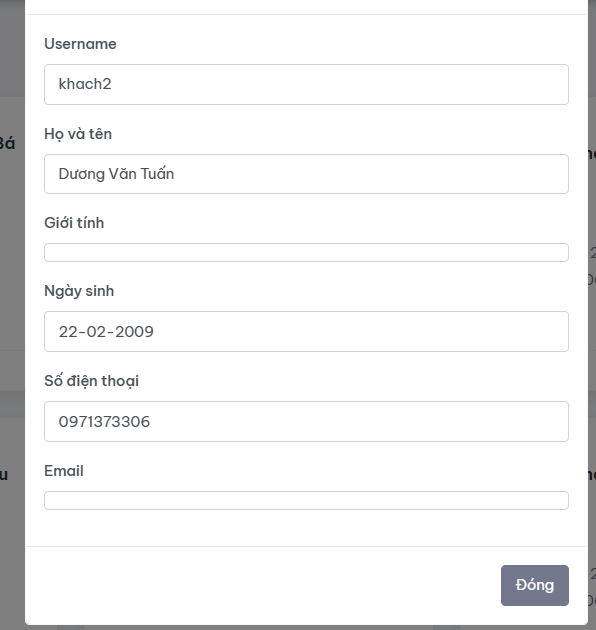 Username
khach2
Họ và tên
Dương Văn Tuấn
Giới tính
Ngày sinh
22-02-2009
Số điện thoại
0971373306
Email
Đóng